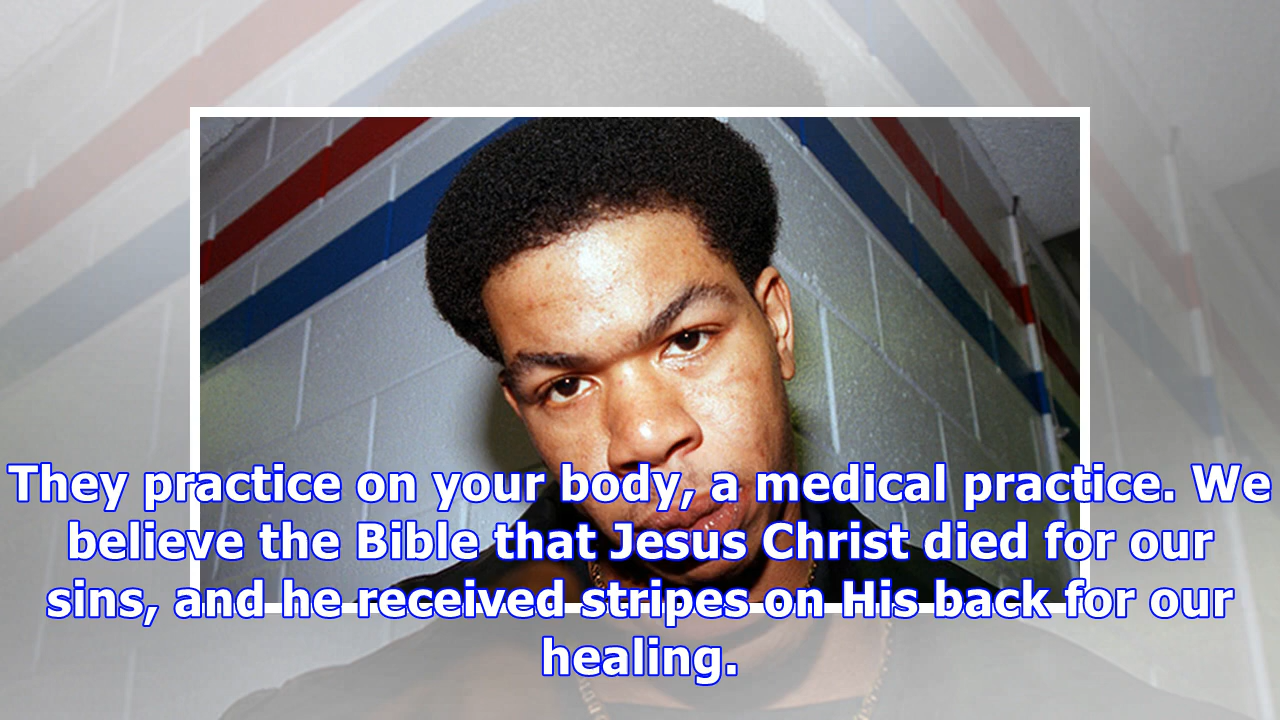 They practice on your body, a medical practice. We
believe the Bible that Jesus Christ died for our
sins, and he received stripes on His back for our
healing.